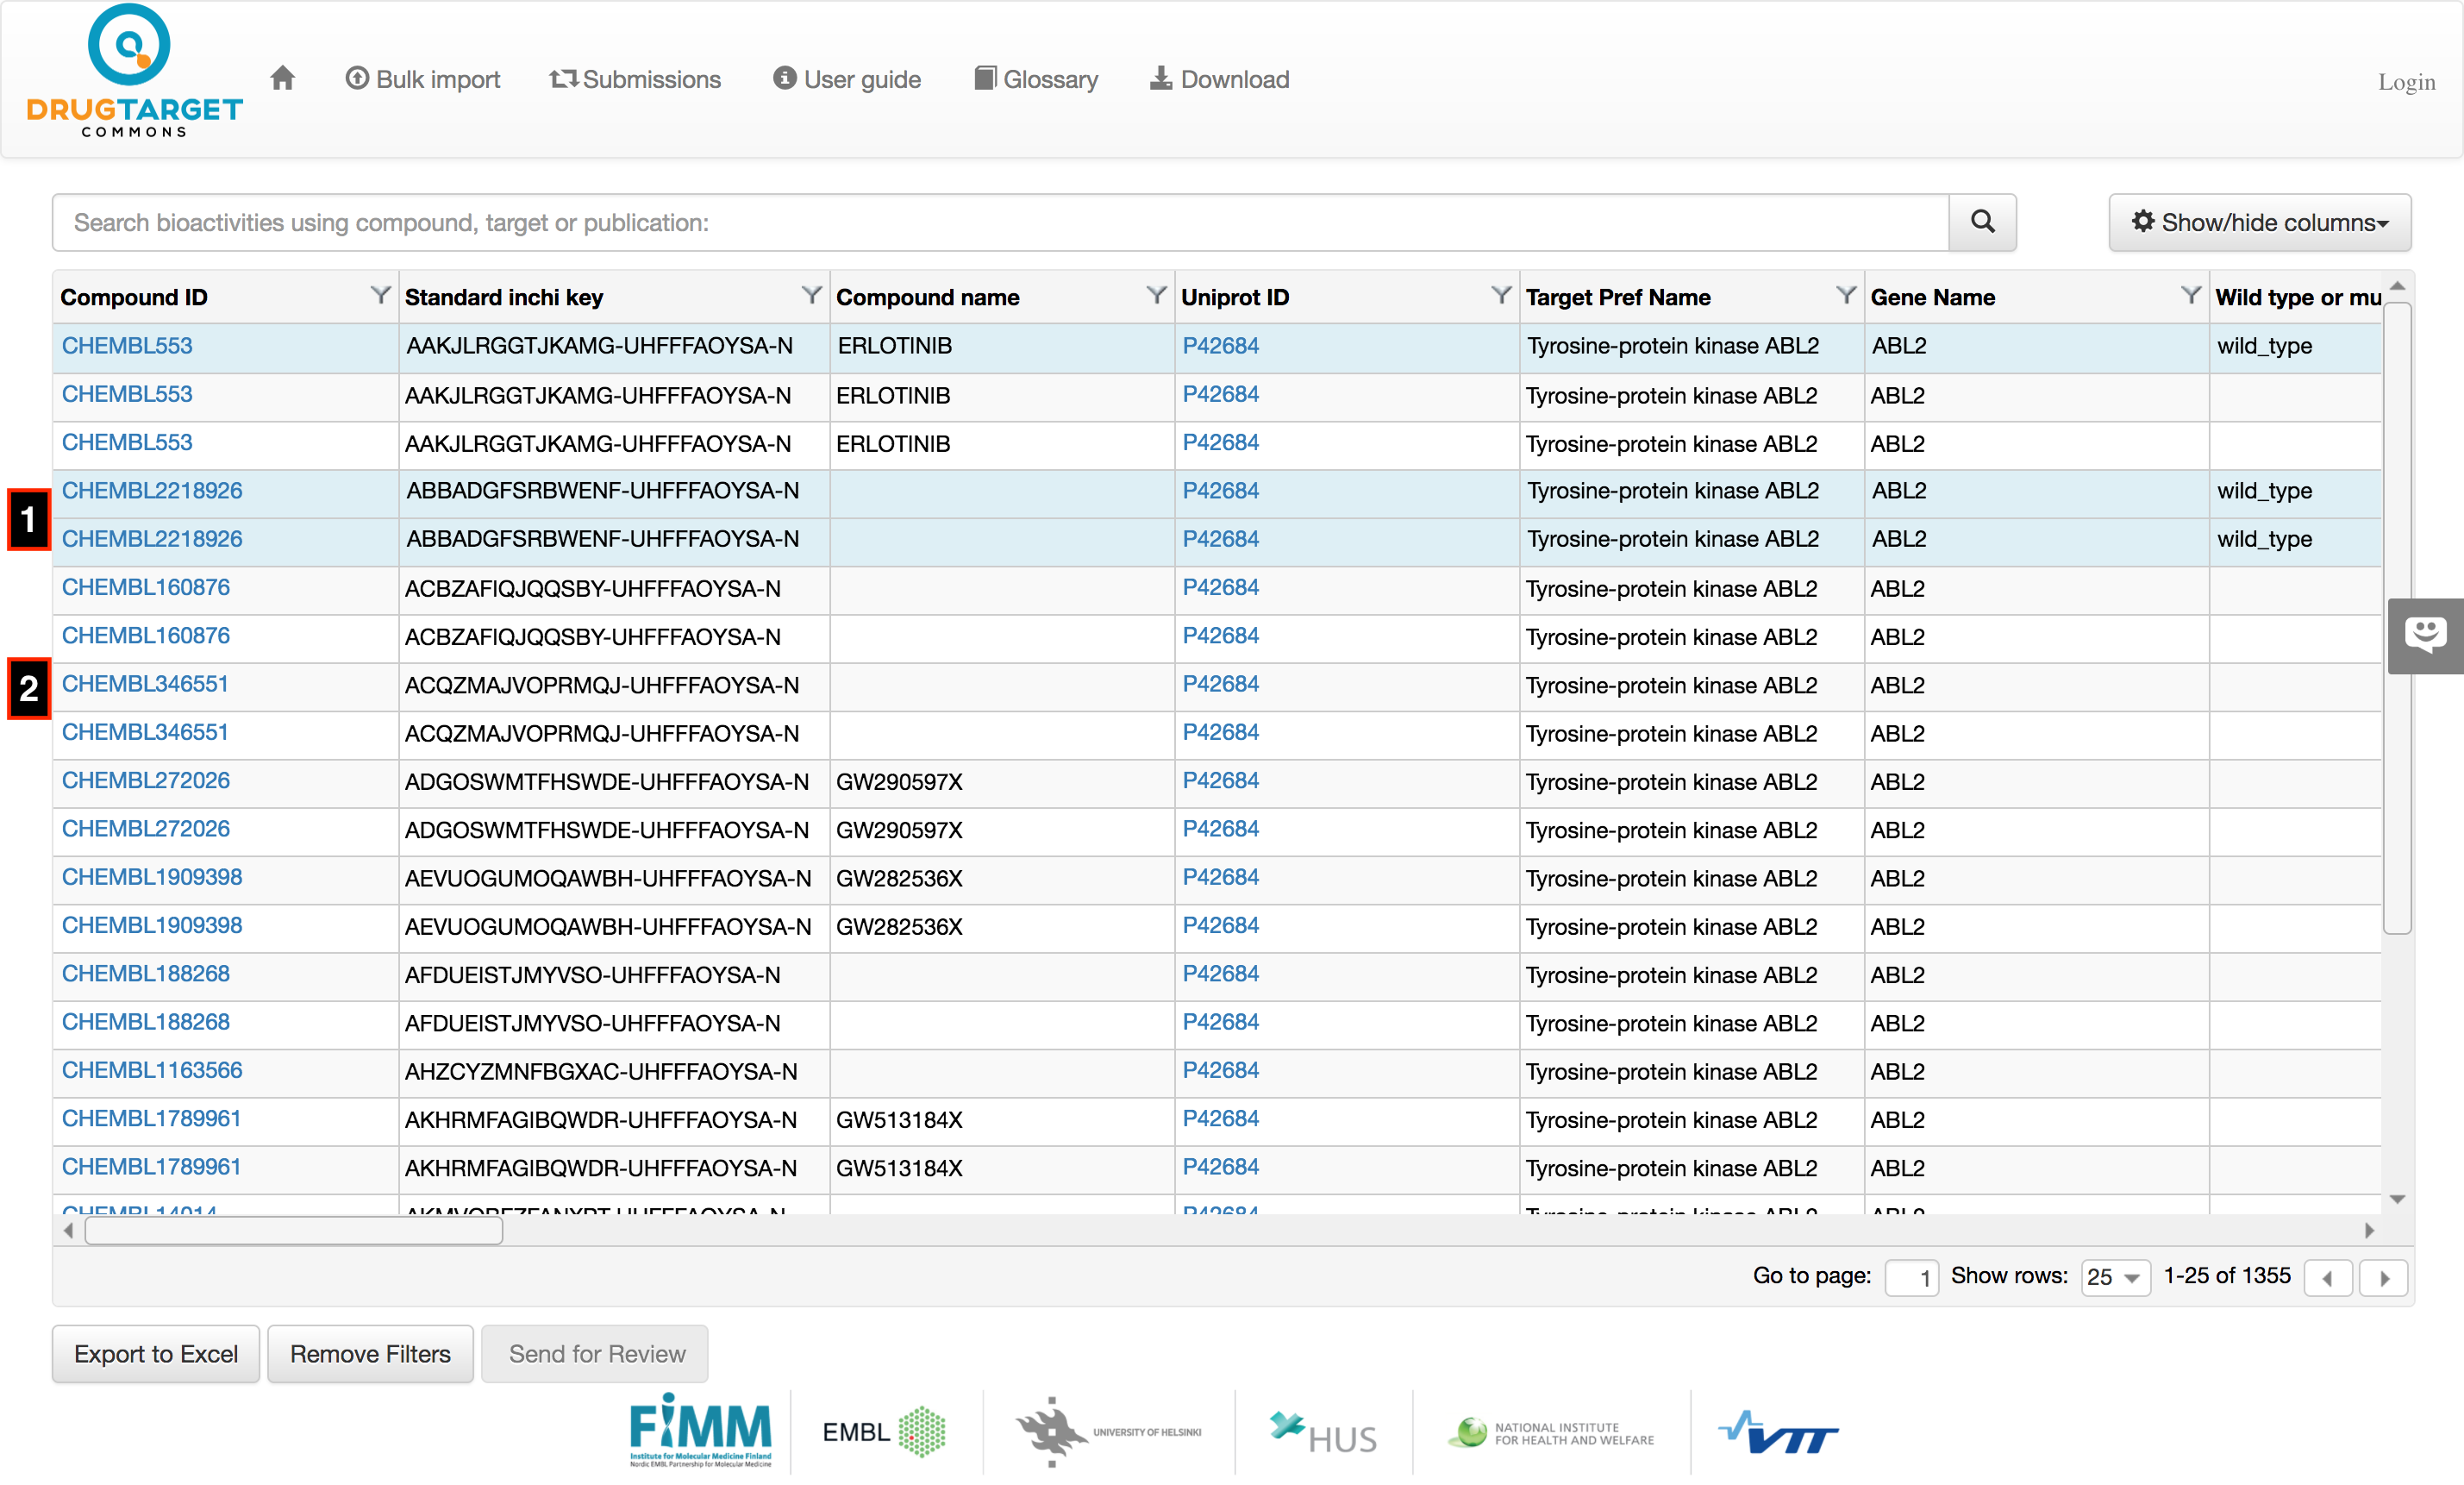 DRUGTARGET
COMMONS
Bulk import Submissions User guide Glossary Download Login
Search bioactivities using compound, target or publication: Show/hide columns
Compound ID Standard inchi key Compound name Uniprot ID Target Pref Name Gene Name Wild type or mu
CHEMBL553 AAKJLRGGTJKAMG-UHFFFAOYSA-N ERLOTINIB P42684 Tyrosine-protein kinase ABL2 ABL2 wild_type
CHEMBL553 AAKJLRGGTJKAMG-UHFFFAOYSA-N ERLOTINIB P42684 Tyrosine-protein kinase ABL2 ABL2
CHEMBL553 AAKJLRGGTJKAMG-UHFFFAOYSA-N ERLOTINIB P42684 Tyrosine-protein kinase ABL2 ABL2
CHEMBL2218926 ABBADGFSRBWENF-UHFFFAOYSA-N P42684 Tyrosine-protein kinase ABL2 ABL2 wild_type
1
CHEMBL2218926 ABBADGFSRBWENF-UHFFFAOYSA-N P42684 Tyrosine-protein kinase ABL2 ABL2 wild_type
CHEMBL160876 ACBZAFIQJQQSBY-UHFFFAOYSA-N P42684 Tyrosine-protein kinase ABL2 ABL2
CHEMBL160876 ACBZAFIQJQQSBY-UHFFFAOYSA-N P42684 Tyrosine-protein kinase ABL2 ABL2
2 CHEMBL346551 ACQZMAJVOPRMQJ-UHFFFAOYSA-N P42684 Tyrosine-protein kinase ABL2 ABL2
CHEMBL346551 ACQZMAJVOPRMQJ-UHFFFAOYSA-N P42684 Tyrosine-protein kinase ABL2 ABL2
CHEMBL272026 ADGOSWMTFHSWDE-UHFFFAOYSA-N GW290597X P42684 Tyrosine-protein kinase ABL2 ABL2
CHEMBL272026 ADGOSWMTFHSWDE-UHFFFAOYSA-N GW290597X P42684 Tyrosine-protein kinase ABL2 ABL2
CHEMBL1909398 AEVUOGUMOQAWBH-UHFFFAOYSA-N GW282536X P42684 Tyrosine-protein kinase ABL2 ABL2
CHEMBL1909398 AEVUOGUMOQAWBH-UHFFFAOYSA-N GW282536X P42684 Tyrosine-protein kinase ABL2 ABL2
CHEMBL188268 AFDUEISTJMYVSO-UHFFFAOYSA-N P42684 Tyrosine-protein kinase ABL2 ABL2
CHEMBL188268 AFDUEISTJMYVSO-UHFFFAOYSA-N P42684 Tyrosine-protein kinase ABL2 ABL2
CHEMBL1163566 AHZCYZMNFBGXAC-UHFFFAOYSA-N P42684 Tyrosine-protein kinase ABL2 ABL2
CHEMBL1789961 AKHRMFAGIBQWDR-UHFFFAOYSA-N GW513184X P42684 Tyrosine-protein kinase ABL2 ABL2
CHEMBL1789961 AKHRMFAGIBQWDR-UHFFFAOYSA-N GW513184X P42684 Tyrosine-protein kinase ABL2 ABL2
CHEMBL14014 P42684 Tyrosine-protein kinase ABL2 ABL2
Go to page: 1 Show rows: 25 1-25 of 1355
Export to Excel Remove Filters Send for Review
FIMM
Institute for Molecular Medicine Finland
Nordic EMBL Partnership for Molecular Medicine
EMBL
UNIVERSITY OF HELSINKI
HUS
NATIONAL INSTITUTE
FOR HEALTH AND WELFARE
VTT